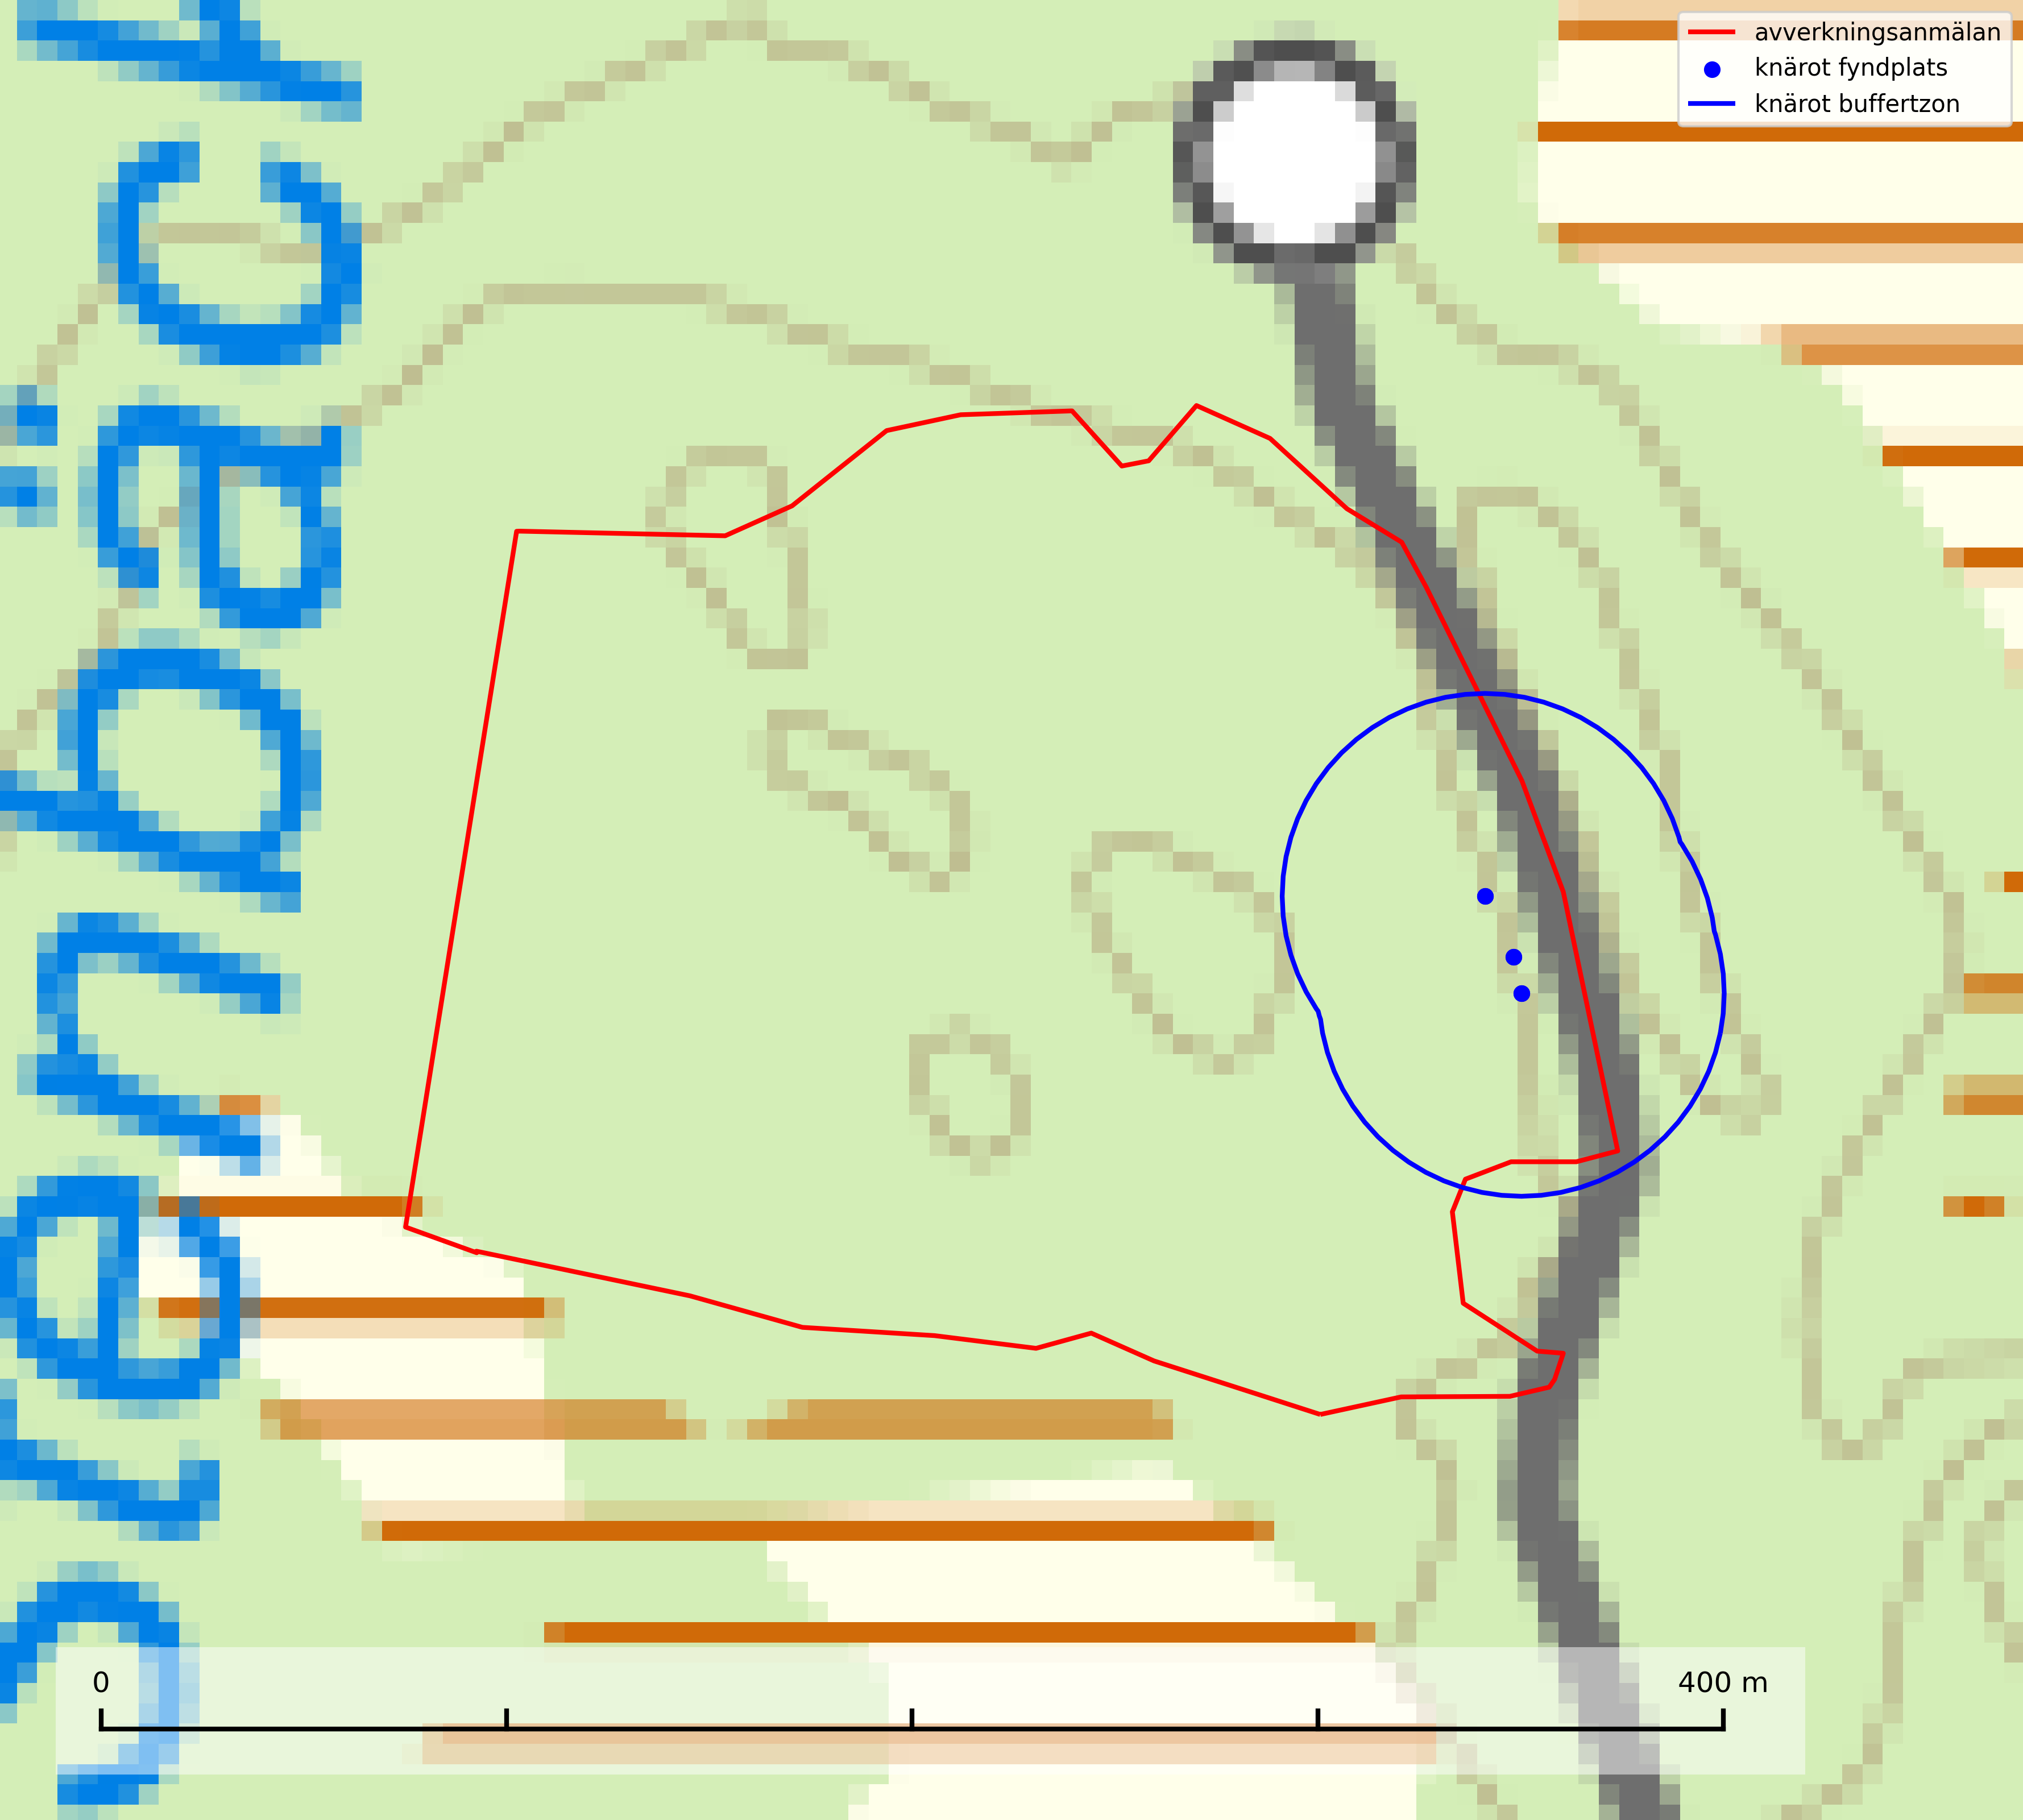 avverkningsanmälan
knärot fyndplats
knärot buffertzon
0
400 m